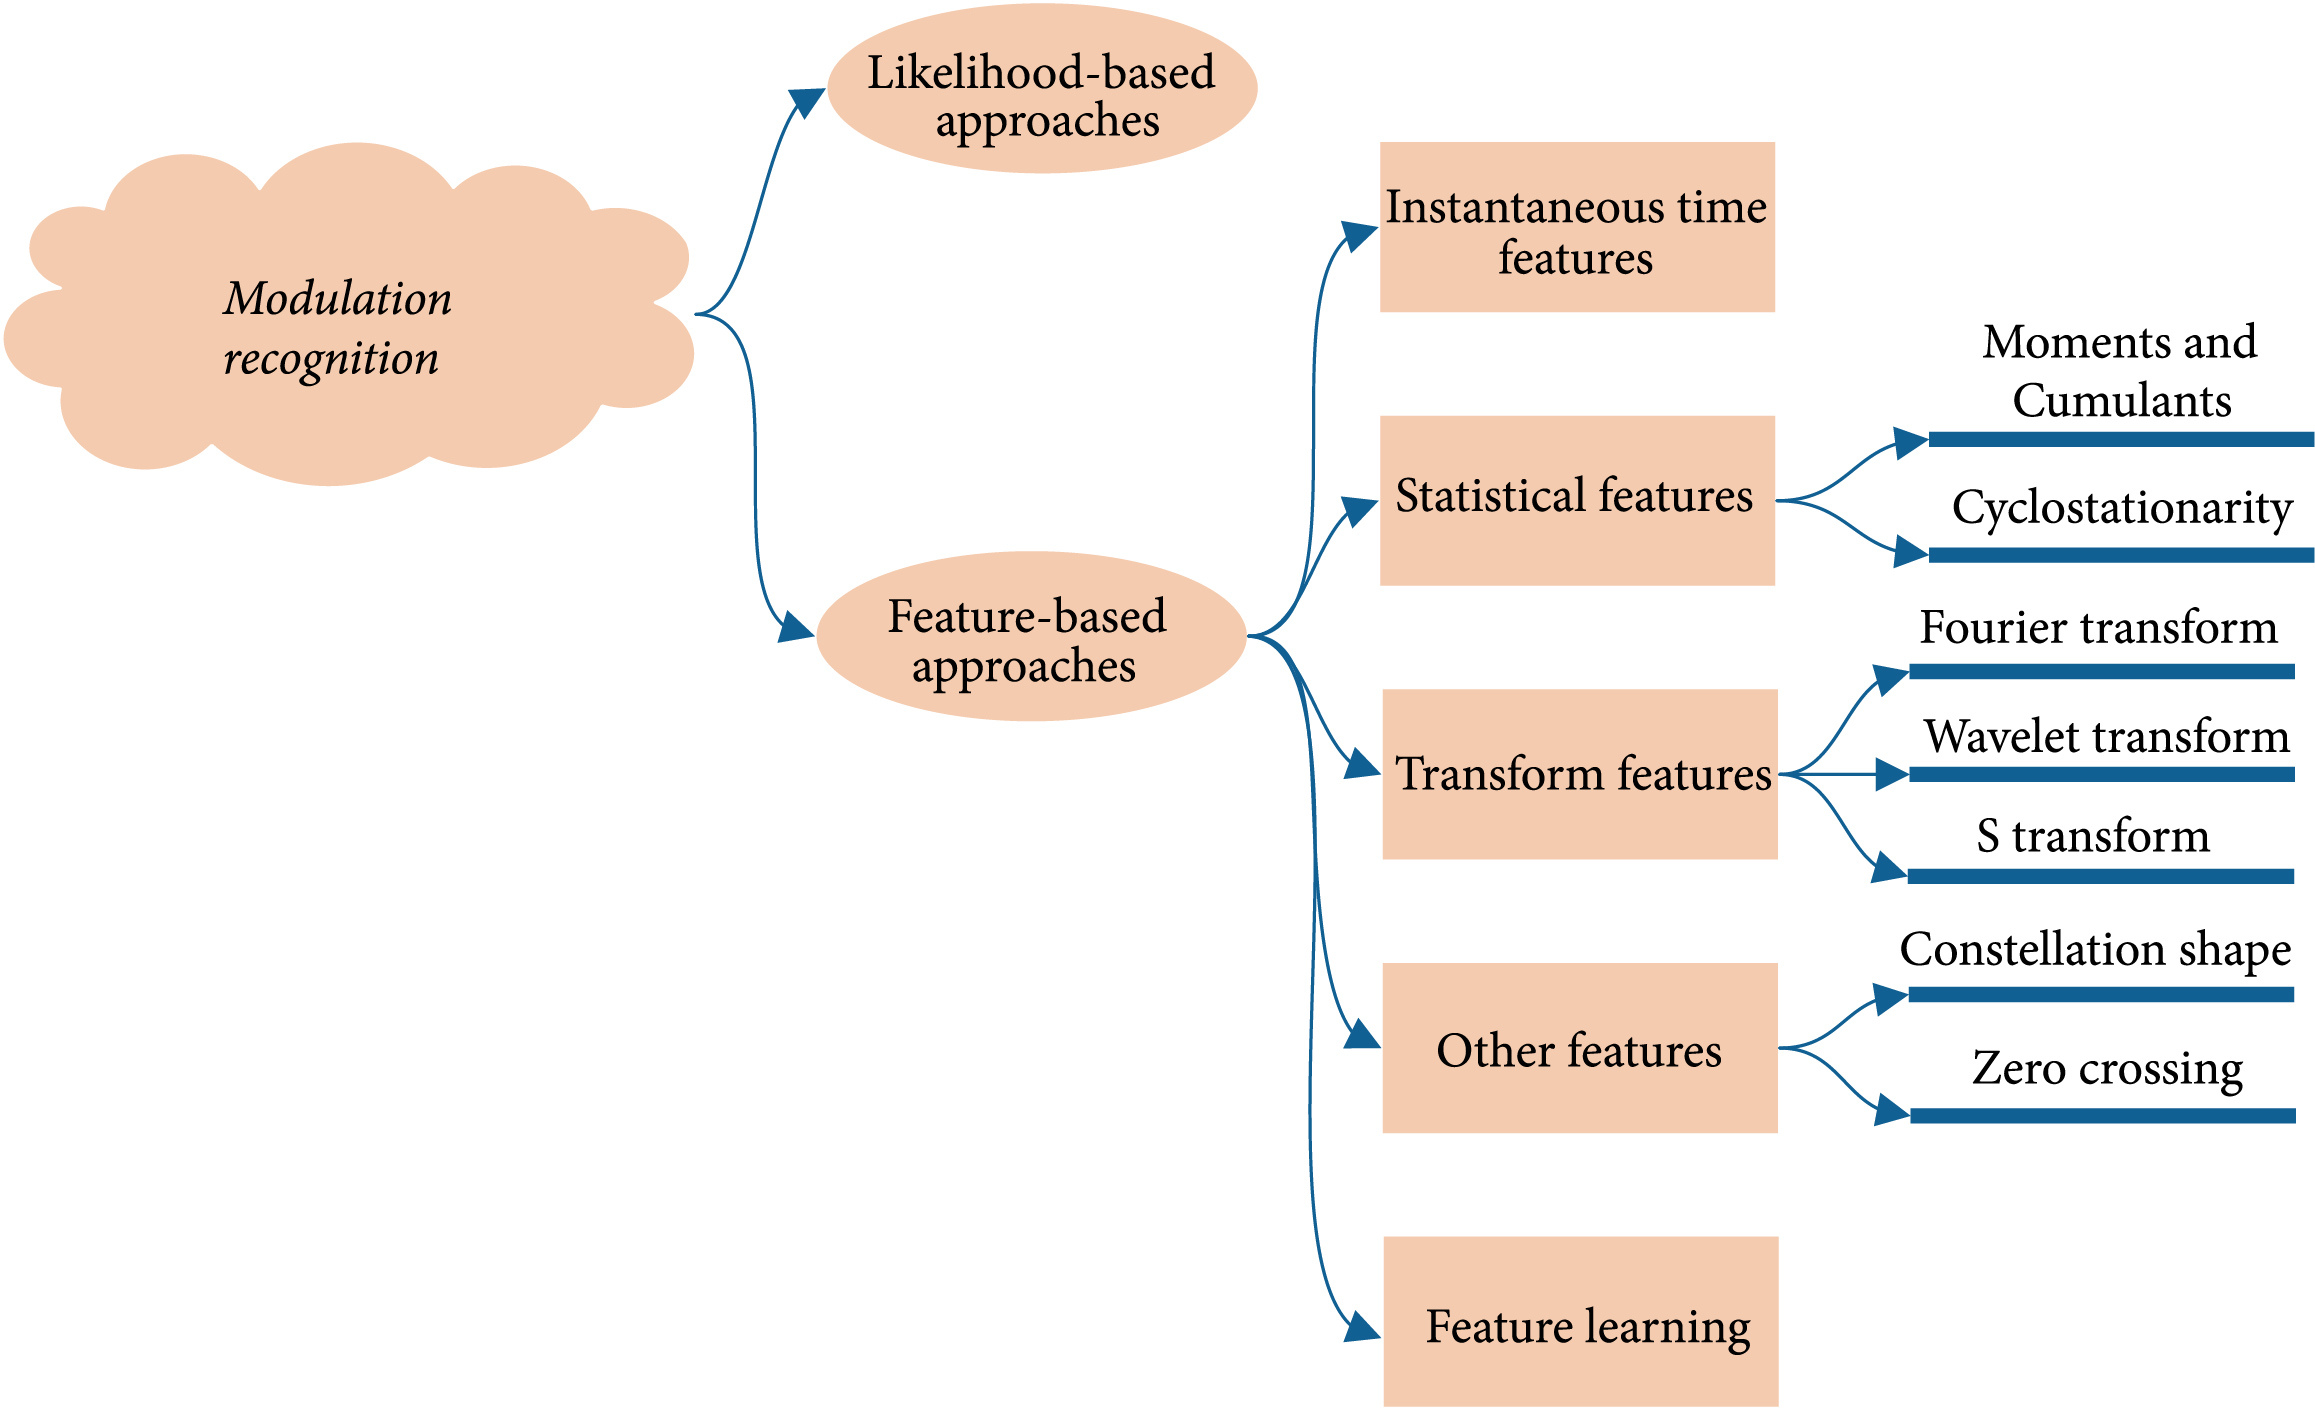 Modulation
recognition
Likelihood-based
approaches
Feature-based
approaches
Instantaneous time
features
Statistical features
Moments and
Cumulants
Cyclostationarity
Transform features
Fourier transform
Wavelet transform
S transform
Other features
Constellation shape
Zero crossing
Feature learning